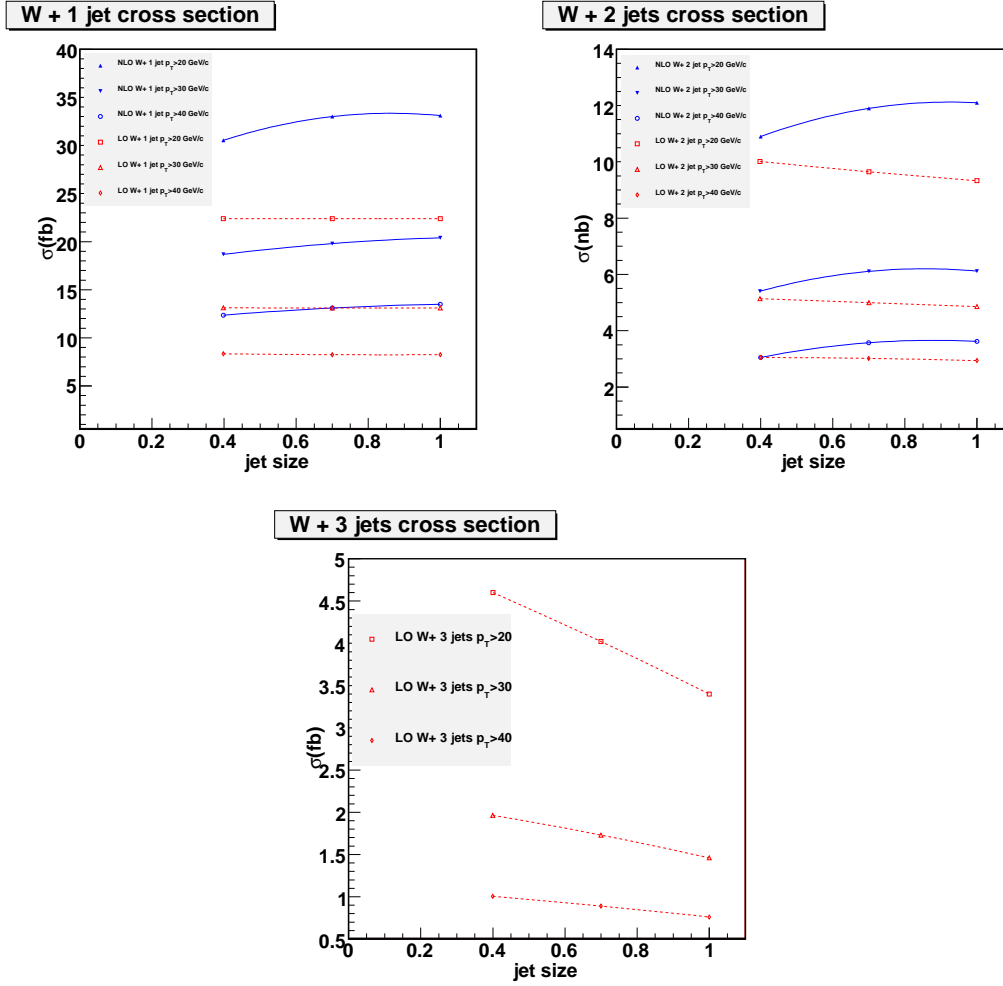 W + 1 jet cross section
40
35
30
25
20
15
10
5
σ(fb)
NLO W+ 1 jet p_T>20 GeV/c
NLO W+ 1 jet p_T>30 GeV/c
NLO W+ 1 jet p_T>40 GeV/c
LO W+ 1 jet p_T>20 GeV/c
LO W+ 1 jet p_T>30 GeV/c
LO W+ 1 jet p_T>40 GeV/c
0 0.2 0.4 0.6 0.8 1
jet size
W + 2 jets cross section
14
12
10
8
6
4
2
σ(nb)
NLO W+ 2 jet p_T>20 GeV/c
NLO W+ 2 jet p_T>30 GeV/c
NLO W+ 2 jet p_T>40 GeV/c
LO W+ 2 jet p_T>20 GeV/c
LO W+ 2 jet p_T>30 GeV/c
LO W+ 2 jet p_T>40 GeV/c
0 0.2 0.4 0.6 0.8 1
jet size
W + 3 jets cross section
5
4.5
4
3.5
3
2.5
2
1.5
1
0.5
σ(fb)
LO W+ 3 jets p_T>20
LO W+ 3 jets p_T>30
LO W+ 3 jets p_T>40
0 0.2 0.4 0.6 0.8 1
jet size